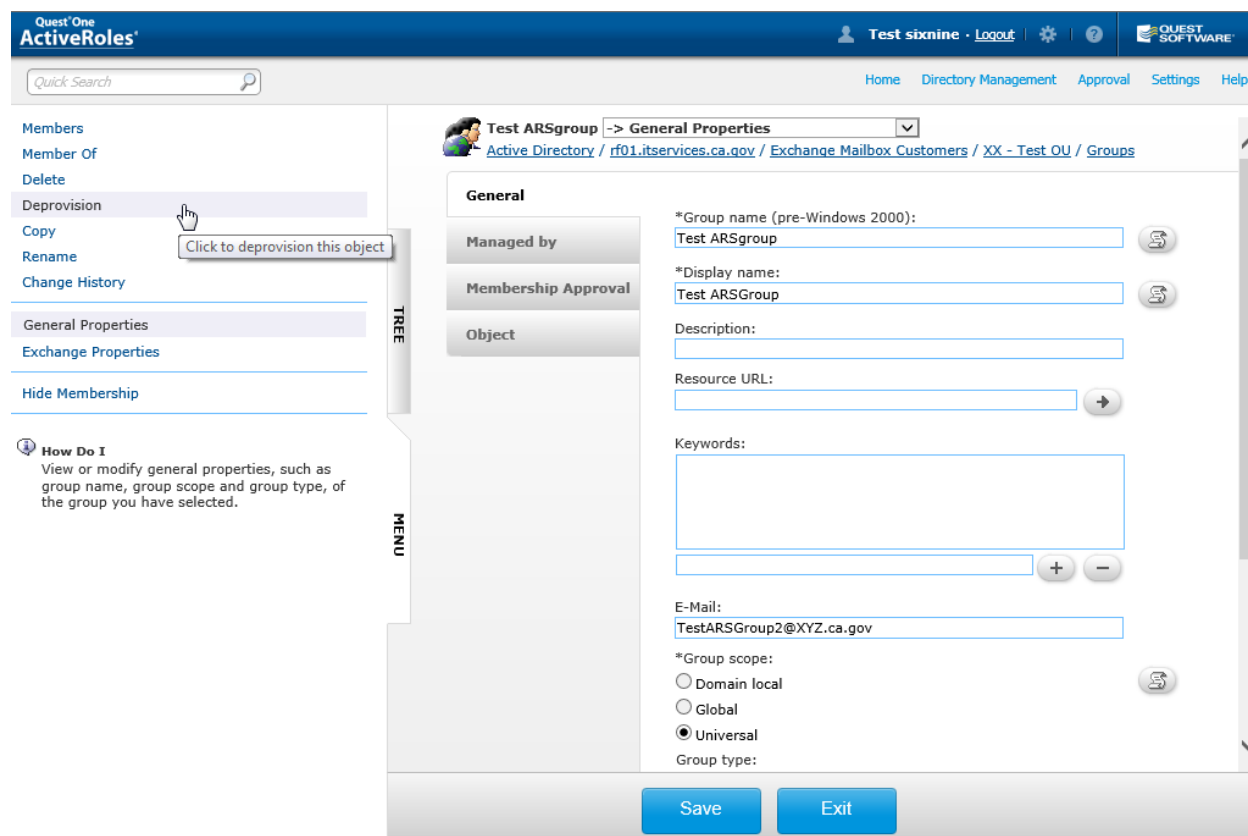 Quest One
ActiveRoles
Test sixnine · Logout
QUEST SOFTWARE
Quick Search
Home Directory Management Approval Settings Help
Members
Member Of
Delete
Deprovision
Copy
Rename
Change History
Click to deprovision this object
General Properties
Exchange Properties
Hide Membership
How Do I
View or modify general properties, such as
group name, group scope and group type, of
the group you have selected.
TREE
MENU
Test ARSgroup -> General Properties
Active Directory / rf01.itservices.ca.gov / Exchange Mailbox Customers / XX - Test OU / Groups
General
Managed by
Membership Approval
Object
*Group name (pre-Windows 2000):
Test ARSgroup
*Display name:
Test ARSGroup
Description:
Resource URL:
Keywords:
E-Mail:
TestARSGroup2@XYZ.ca.gov
*Group scope:
Domain local
Global
Universal
Group type:
Save Exit